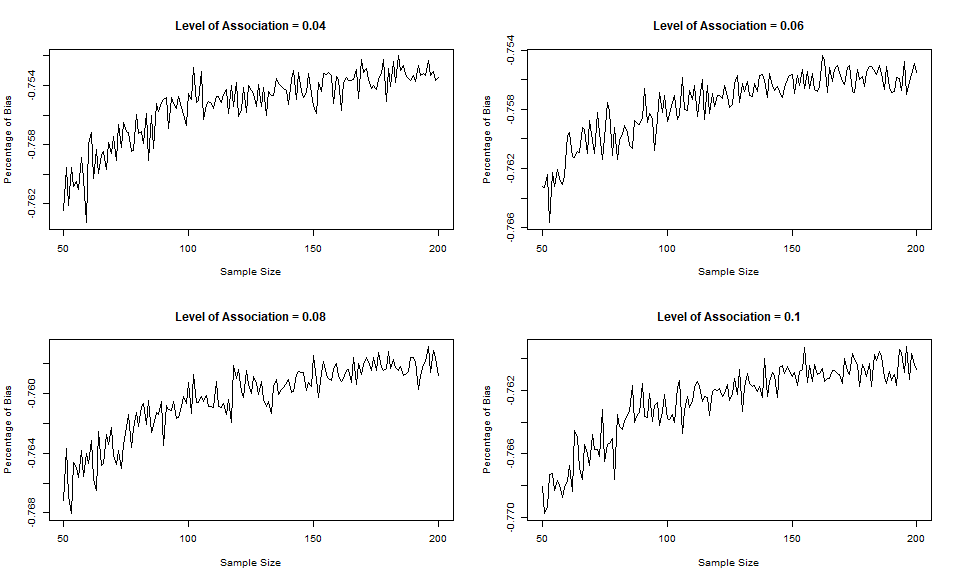 Level of Association = 0.04
Percentage of Bias
-0.754
-0.758
-0.762
50 100 150 200
Sample Size
Level of Association = 0.06
Percentage of Bias
-0.754
-0.758
-0.762
-0.766
50 100 150 200
Sample Size
Level of Association = 0.08
Percentage of Bias
-0.760
-0.764
-0.768
50 100 150 200
Sample Size
Level of Association = 0.1
Percentage of Bias
-0.762
-0.766
-0.770
50 100 150 200
Sample Size